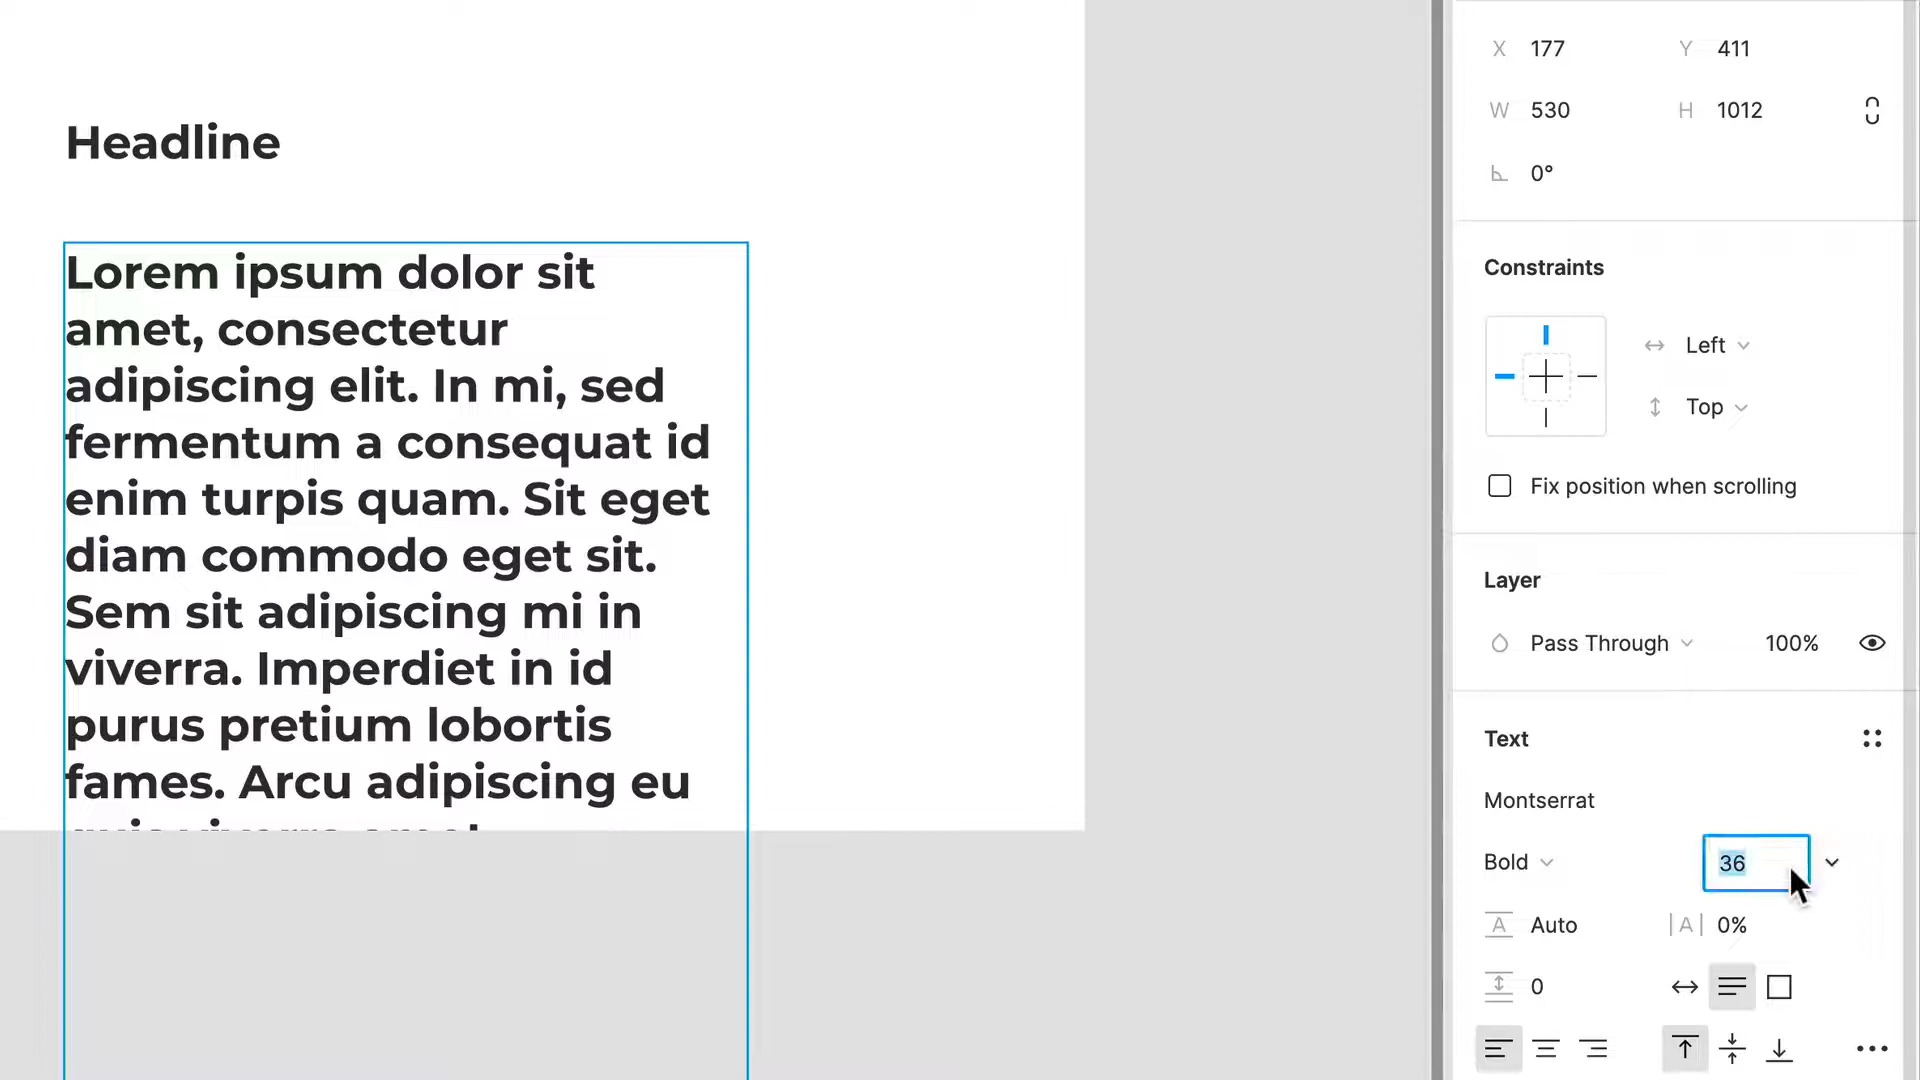 Headline
Lorem ipsum dolor sit
amet, consectetur
adipiscing elit. In mi, sed
fermentum a consequat id
enim turpis quam. Sit eget
diam commodo eget sit.
Sem sit adipiscing mi in
viverra. Imperdiet in id
purus pretium lobortis
fames. Arcu adipiscing eu
X 177 Y 411
W 530 H 1012
0°
Constraints
Left
Top
Fix position when scrolling
Layer
Pass Through 100%
Text
Montserrat
Bold 36
A Auto |A| 0%
0